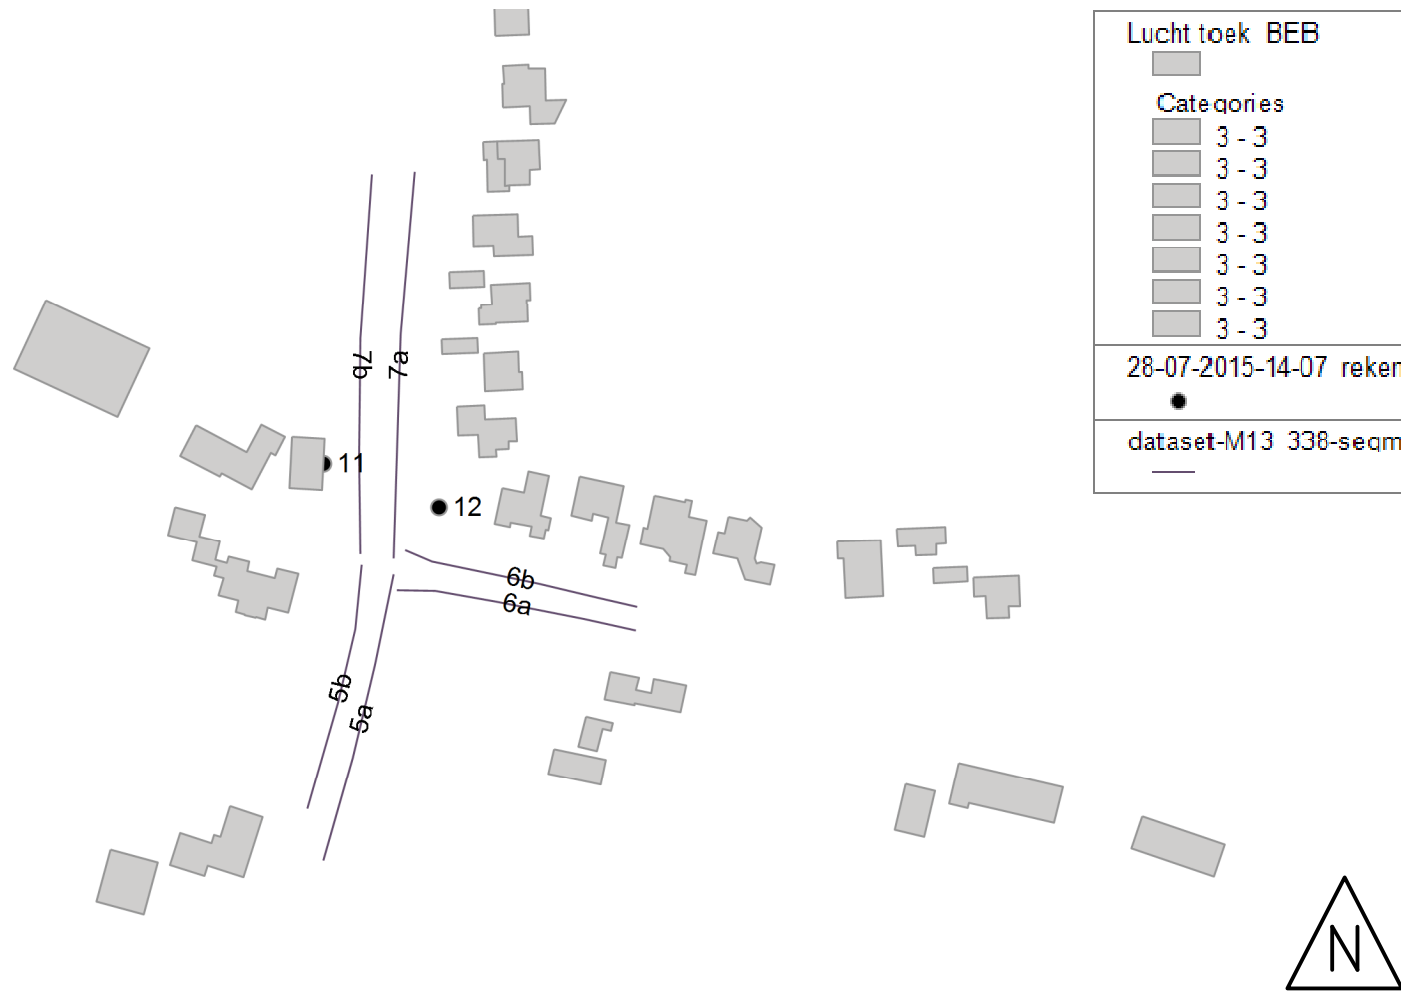 Lucht toek BEB
Categories
3 - 3
3 - 3
3 - 3
3 - 3
3 - 3
3 - 3
3 - 3
28-07-2015-14-07 reken
dataset-M13 338-segm
7b
7a
11
12
6b
6a
5b
5a
N